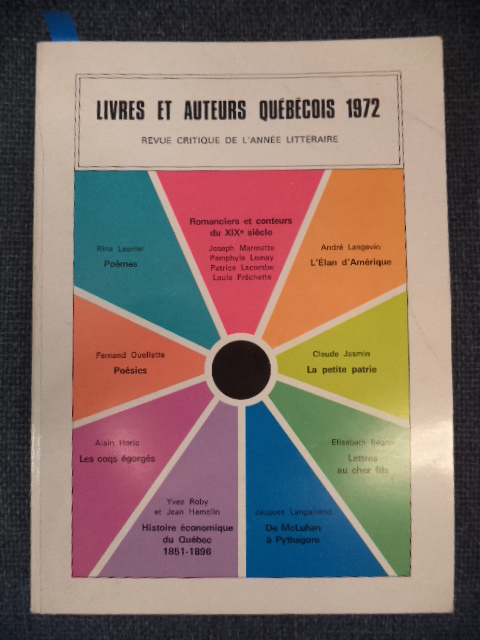 LIVRES ET AUTEURS QUÉBÉCOIS 1972
REVUE CRITIQUE DE L'ANNÉE LITTÉRAIRE
Romanciers et conteurs
du XIXe siècle
Joseph Marmette
Pamphyle Lemay
Patrice Lacombe
Louis Fréchette
Rina Lasnier
Poèmes
André Langevin
L'Élan d'Amérique
Fernand Ouellette
Poésies
Claude Jasmin
La petite patrie
Alain Horic
Les coqs égorgés
Elisabeth Bégon
Lettres
au cher fils
Yves Roby
et Jean Hamelin
Histoire économique
du Québec
1851-1896
Jacques Languirand
De McLuhan
à Pythagore